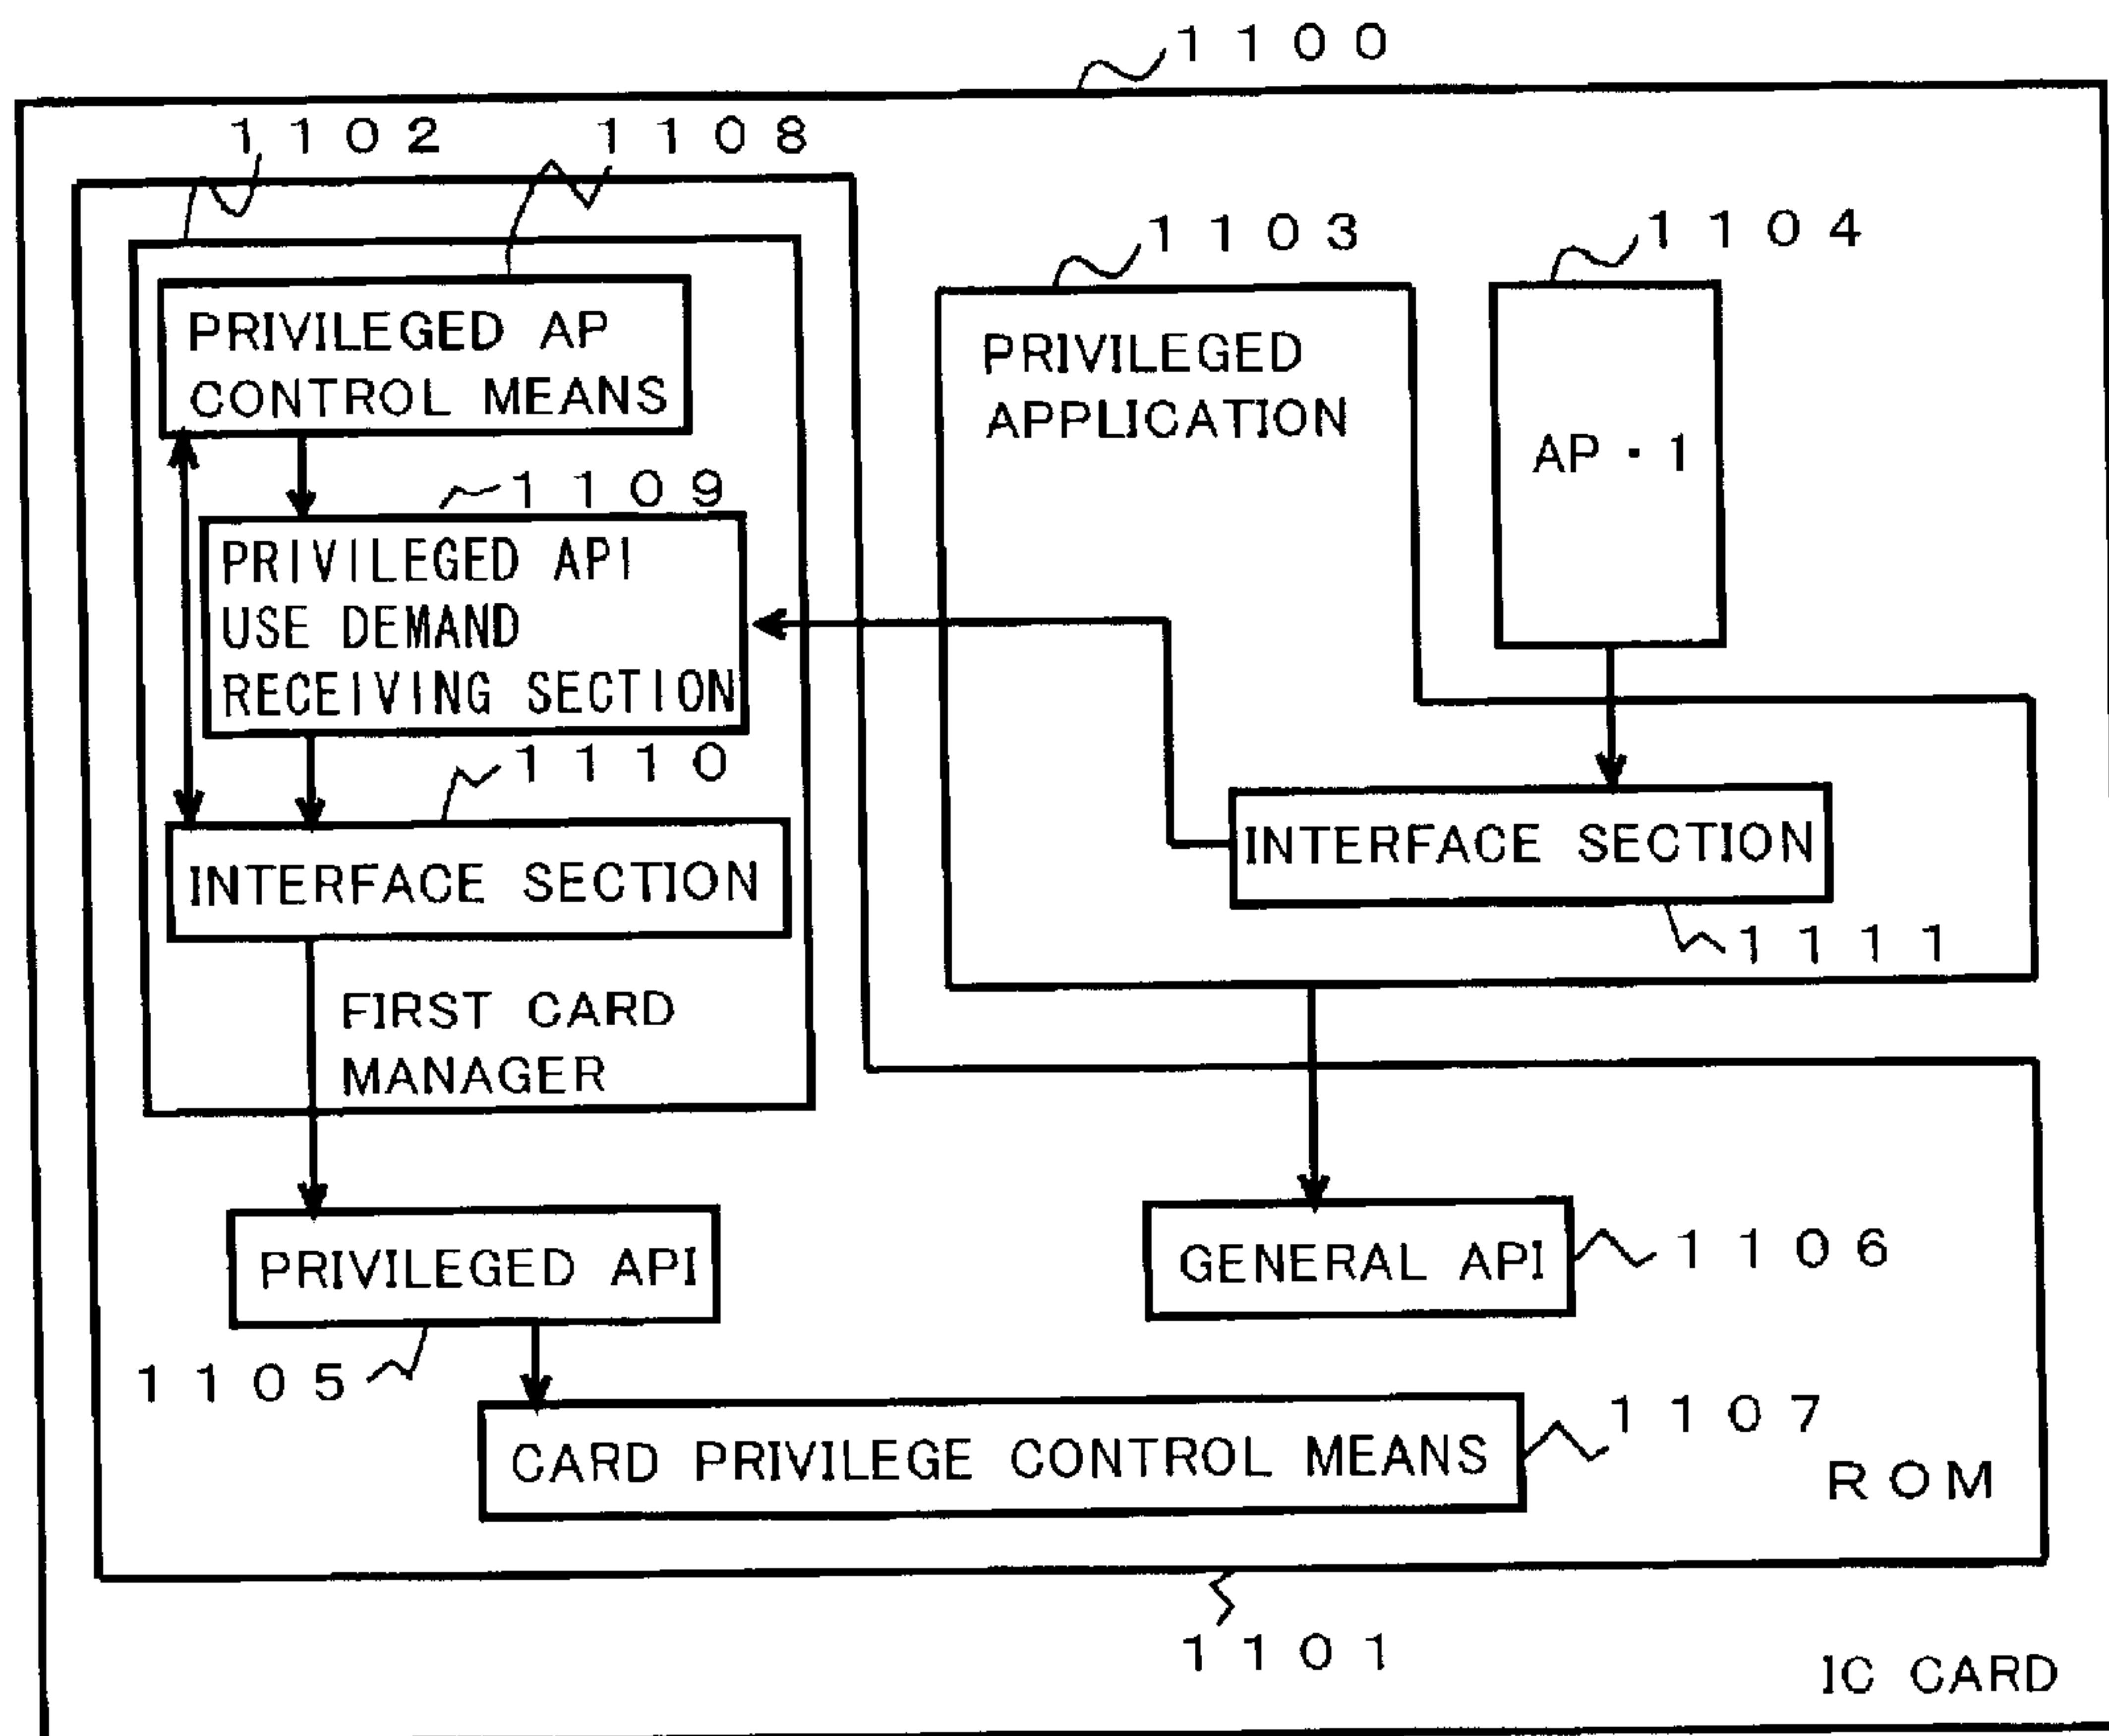 1100
1102
1108
1103
1104
PRIVILEGED AP
CONTROL MEANS
PRIVILEGED
APPLICATION
AP・1
1109
PRIVILEGED API
USE DEMAND
RECEIVING SECTION
1110
INTERFACE SECTION
INTERFACE SECTION
1111
FIRST CARD
MANAGER
PRIVILEGED API
GENERAL API
1106
1105
CARD PRIVILEGE CONTROL MEANS
1107
ROM
1101
IC CARD